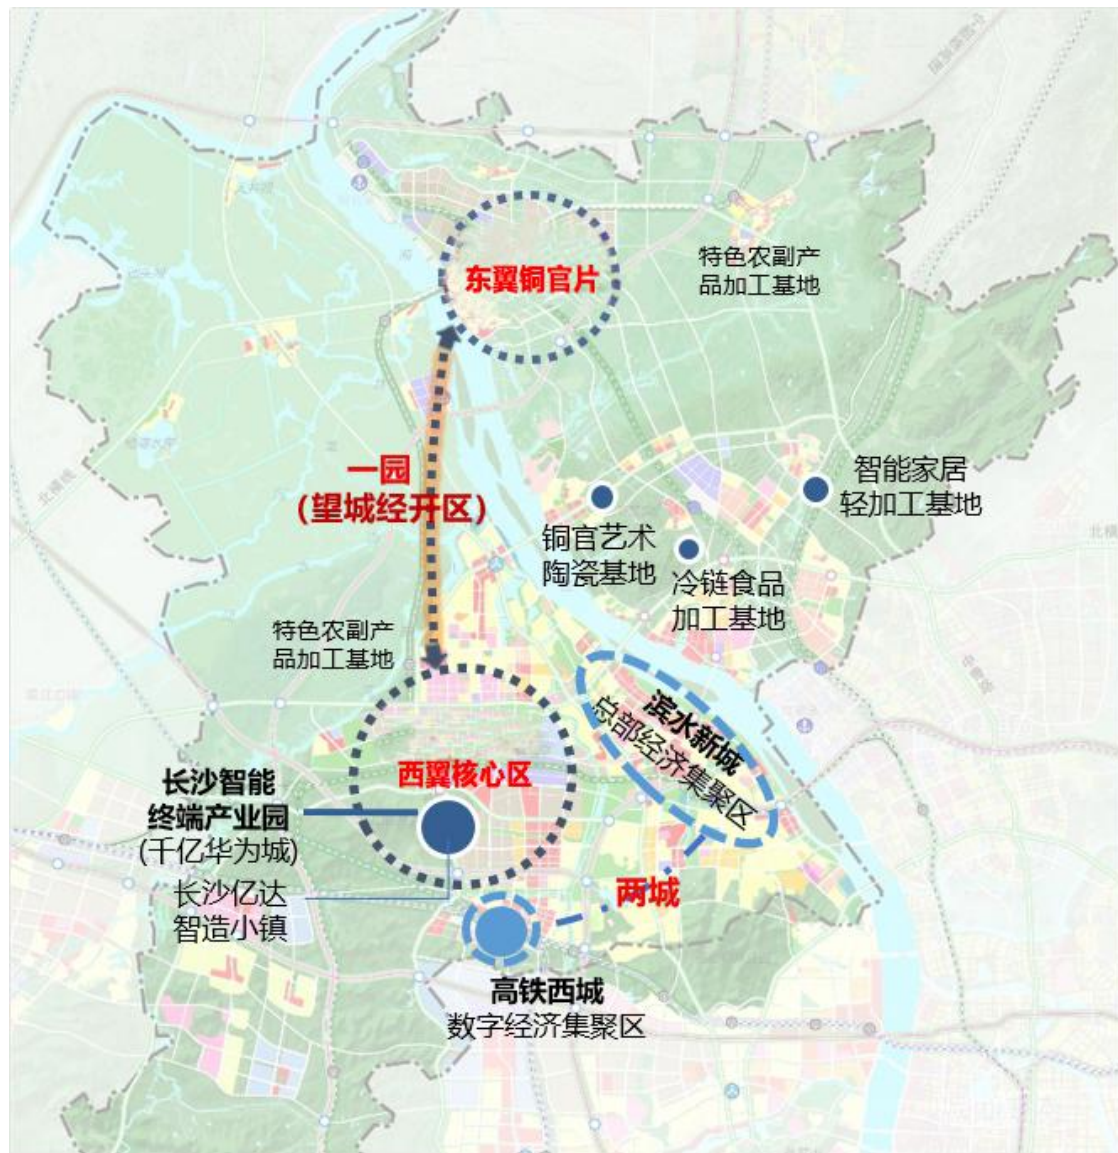 东翼铜官片
特色农副产
品加工基地
一园
（望城经开区）
智能家居
轻加工基地
铜官艺术
陶瓷基地
冷链食品
加工基地
特色农副产
品加工基地
滨水新城
总部经济集聚区
西翼核心区
长沙智能
终端产业园
(千亿华为城)
长沙亿达
智造小镇
两城
高铁西城
数字经济集聚区
北横线